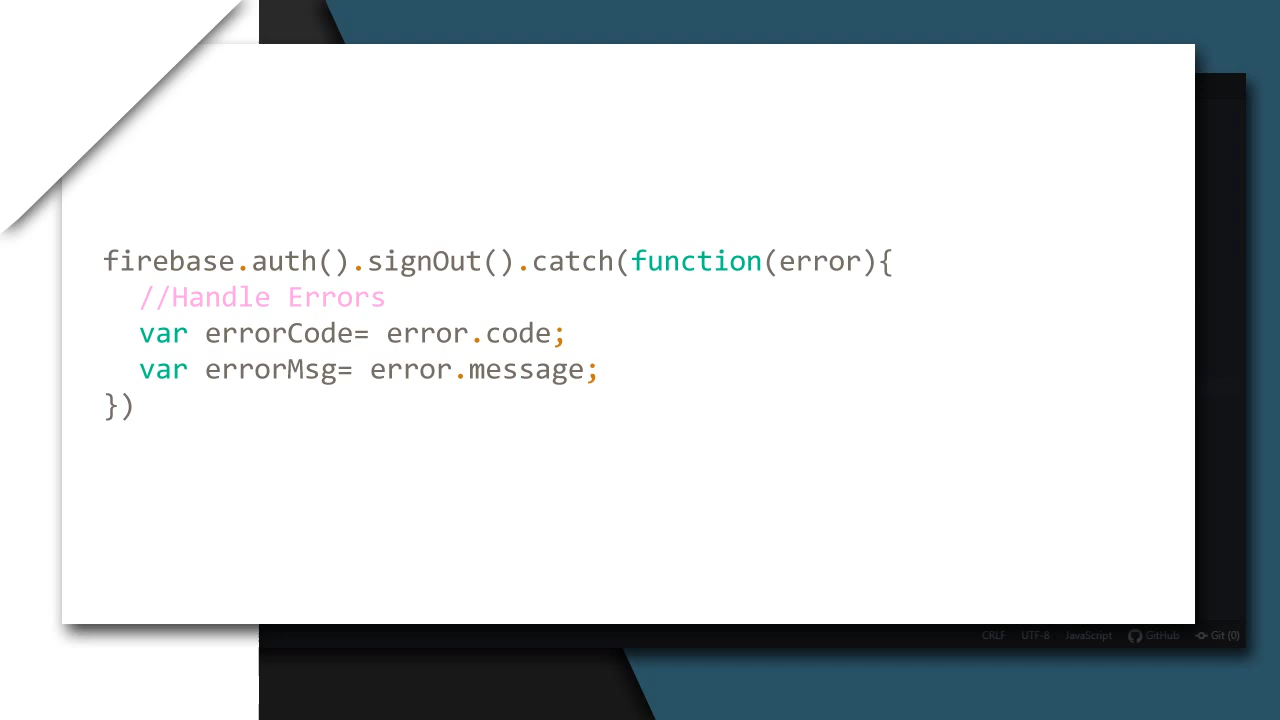 firebase.auth().signOut().catch(function(error){
//Handle Errors
var errorCode= error.code;
var errorMsg= error.message;
})
CRLF UTF-8 JavaScript GitHub Git (0)